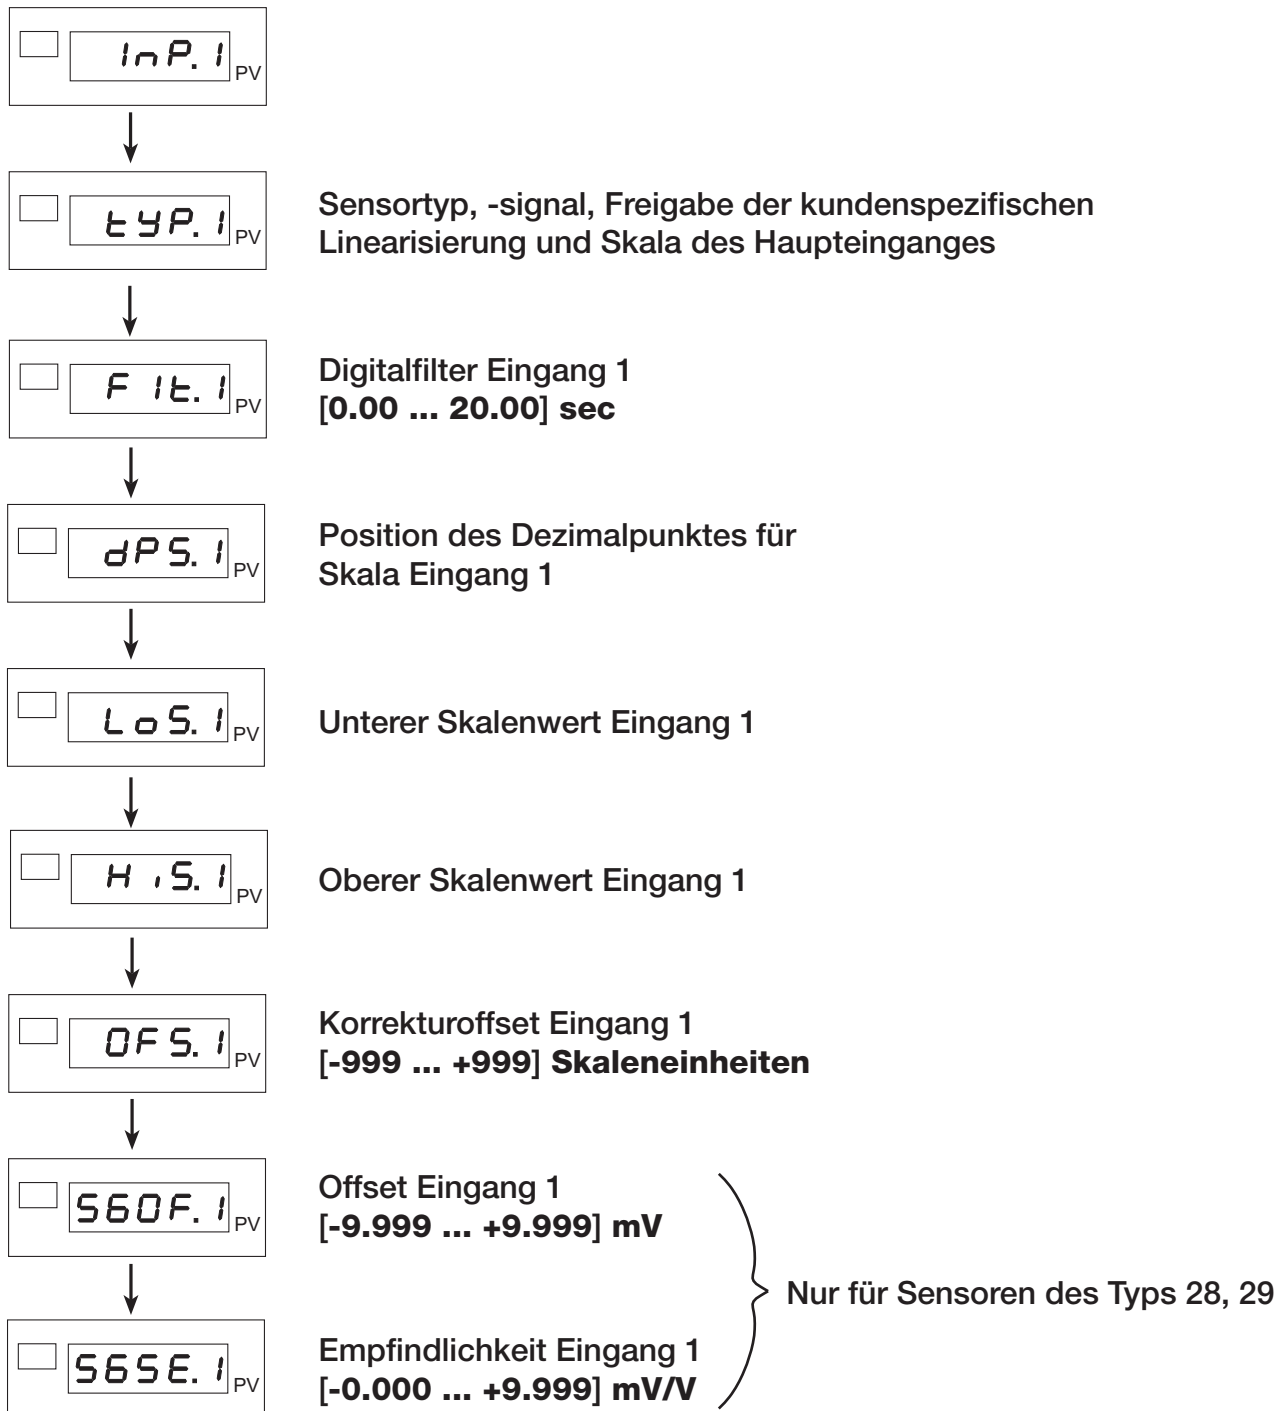 InP.1
PV
tyP.1
PV
Sensortyp, -signal, Freigabe der kundenspezifischen
Linearisierung und Skala des Haupteinganges
FIt.1
PV
Digitalfilter Eingang 1
[0.00 ... 20.00] sec
dPS.1
PV
Position des Dezimalpunktes für
Skala Eingang 1
LoS.1
PV
Unterer Skalenwert Eingang 1
HiS.1
PV
Oberer Skalenwert Eingang 1
OFS.1
PV
Korrekturoffset Eingang 1
[-999 ... +999] Skaleneinheiten
SGOF.1
PV
Offset Eingang 1
[-9.999 ... +9.999] mV
Nur für Sensoren des Typs 28, 29
SGSE.1
PV
Empfindlichkeit Eingang 1
[-0.000 ... +9.999] mV/V